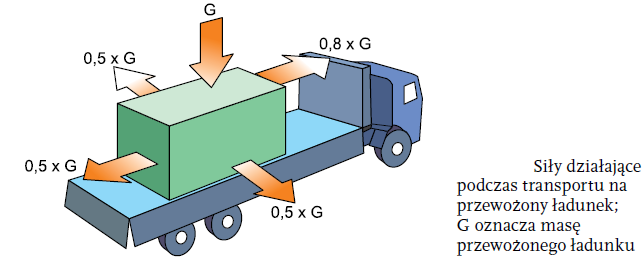 G
0,5 x G
0,8 x G
0,5 x G
0,5 x G
Siły działające
podczas transportu na
przewożony ładunek;
G oznacza masę
przewożonego ładunku